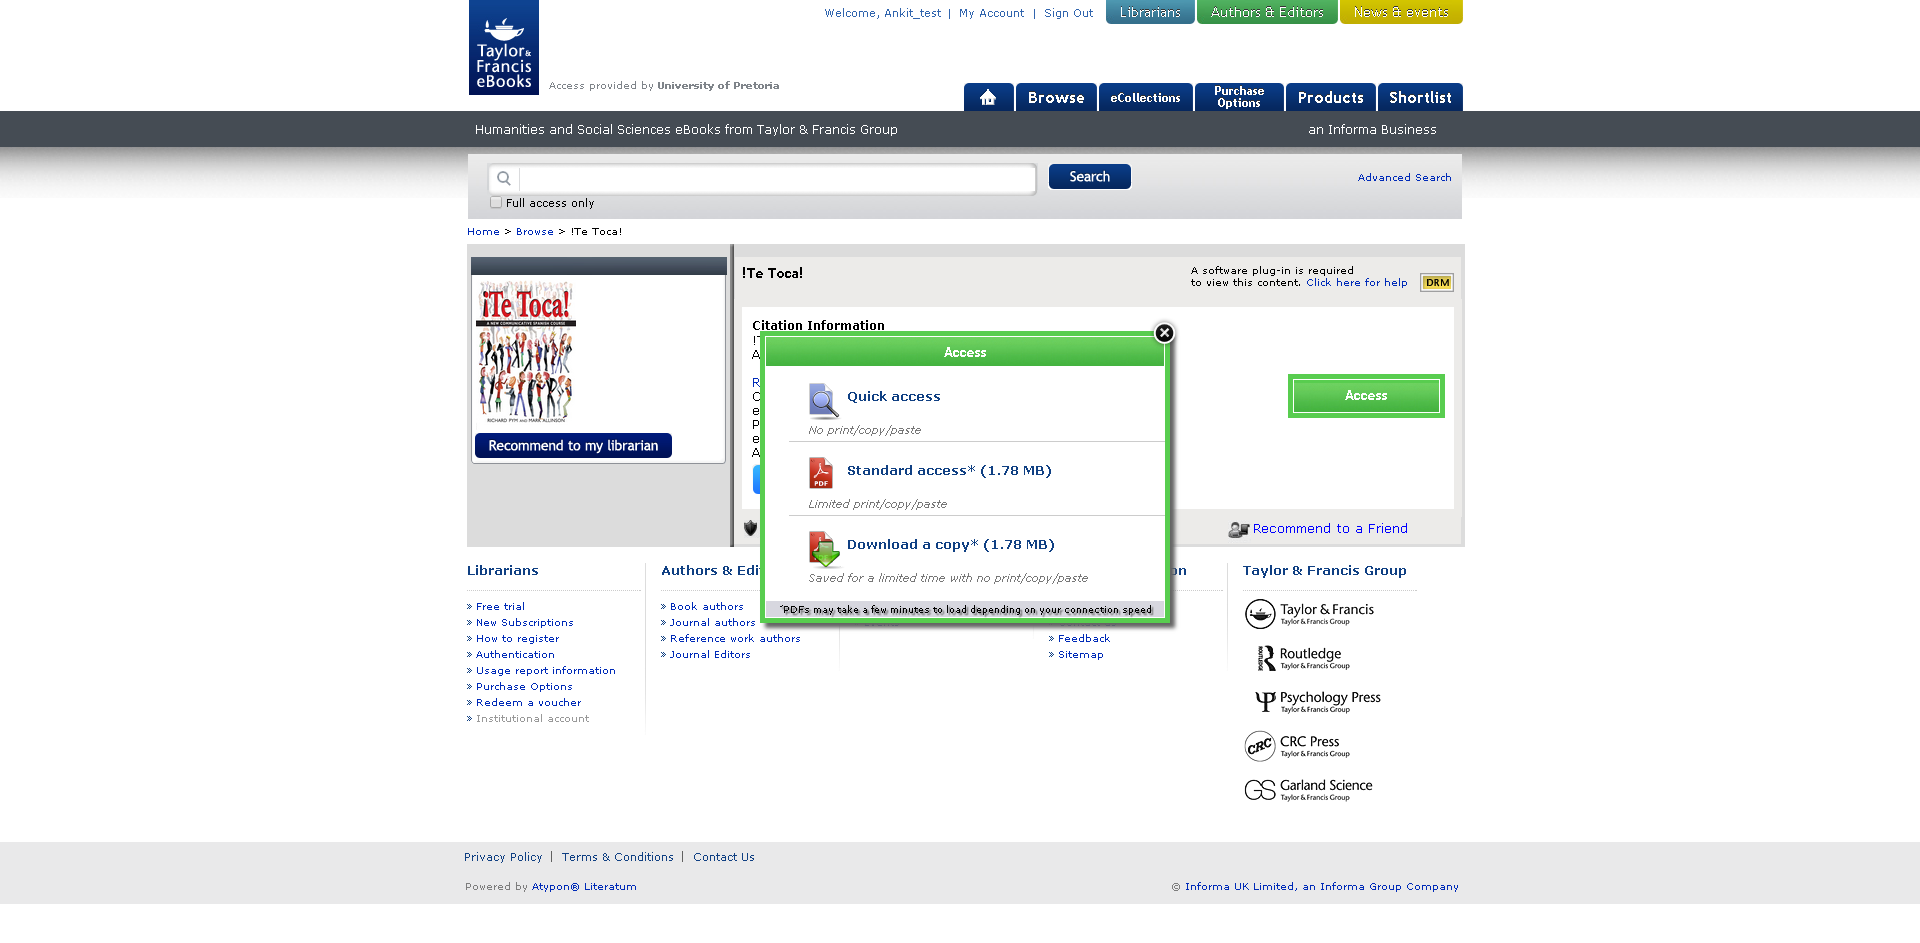 Taylor &
Francis
eBooks
Welcome, Ankit_test | My Account | Sign Out
Librarians
Authors & Editors
News & events
Access provided by University of Pretoria
Browse
eCollections
Purchase
Options
Products
Shortlist
Humanities and Social Sciences eBooks from Taylor & Francis Group
an Informa Business
Search
Advanced Search
Full access only
Home > Browse > !Te Toca!
¡Te Toca!
A NEW COMMUNICATIVE SPANISH COURSE
RICHARD PYM AND MARK ALLINSON
Recommend to my librarian
!Te Toca!
A software plug-in is required
to view this content. Click here for help
DRM
Citation Information
Access
Quick access
No print/copy/paste
Standard access* (1.78 MB)
Limited print/copy/paste
Download a copy* (1.78 MB)
Saved for a limited time with no print/copy/paste
*PDFs may take a few minutes to load depending on your connection speed
Access
Recommend to a Friend
Librarians
» Free trial
» New Subscriptions
» How to register
» Authentication
» Usage report information
» Purchase Options
» Redeem a voucher
» Institutional account
Authors & Edi
» Book authors
» Journal authors
» Reference work authors
» Journal Editors
on
» Feedback
» Sitemap
Taylor & Francis Group
Taylor & Francis
Taylor & Francis Group
ROUTLEDGE
Routledge
Taylor & Francis Group
Psychology Press
Taylor & Francis Group
CRC
CRC Press
Taylor & Francis Group
GS
Garland Science
Taylor & Francis Group
Privacy Policy | Terms & Conditions | Contact Us
Powered by Atypon® Literatum
© Informa UK Limited, an Informa Group Company